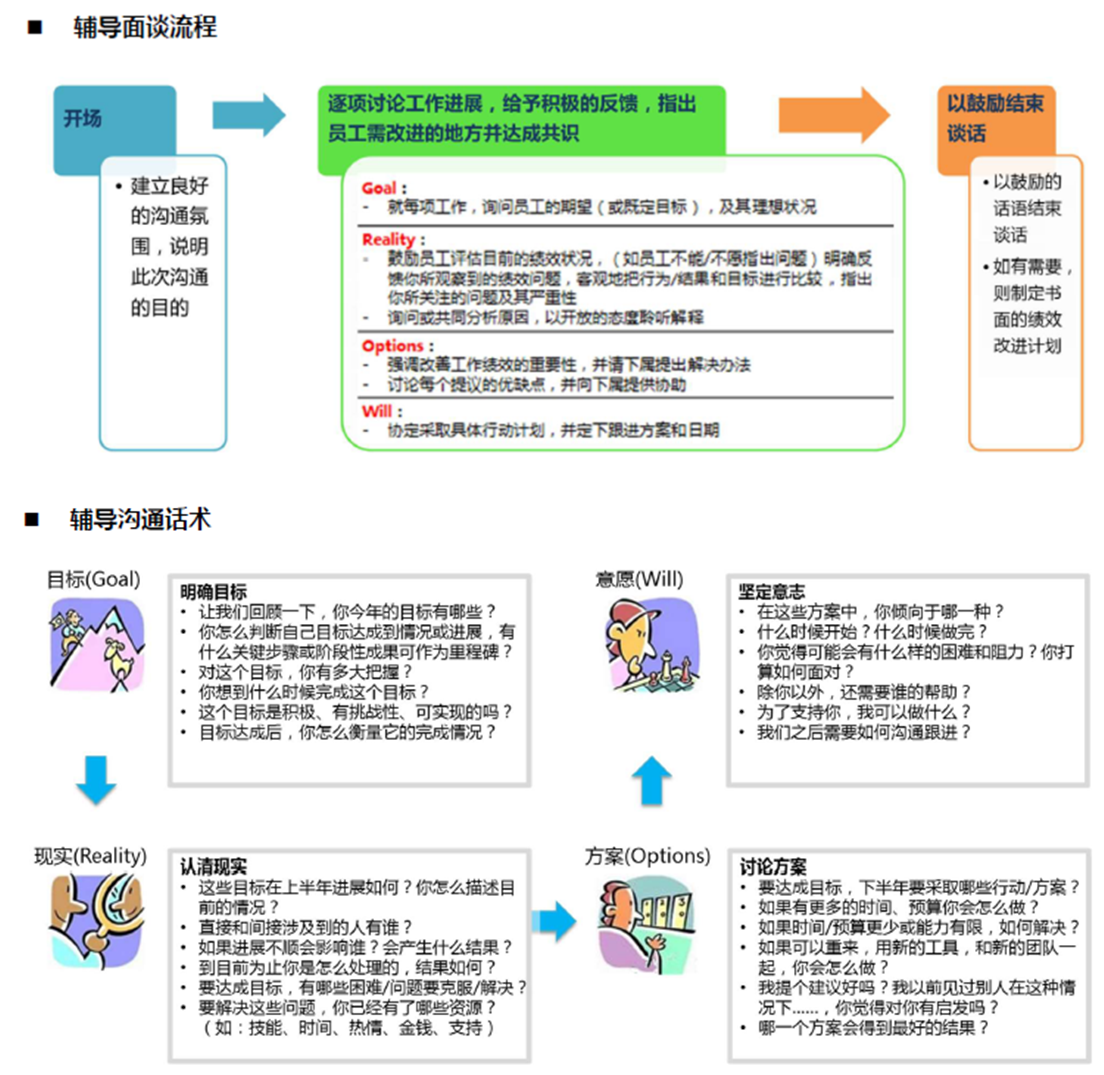 ■ 辅导面谈流程
开场
• 建立良好
的沟通氛
围，说明
此次沟通
的目的
逐项讨论工作进展，给予积极的反馈，指出
员工需改进的地方并达成共识
Goal：
- 就每项工作，询问员工的期望（或既定目标），及其理想状况
Reality：
- 鼓励员工评估目前的绩效状况，（如员工不能/不愿指出问题）明确反
馈你所观察到的绩效问题，客观地把行为/结果和目标进行比较，指出
你所关注的问题及其严重性
- 询问或共同分析原因，以开放的态度聆听解释
Options：
- 强调改善工作绩效的重要性，并请下属提出解决办法
- 讨论每个提议的优缺点，并向下属提供协助
Will：
- 协定采取具体行动计划，并定下跟进方案和日期
以鼓励结束
谈话
• 以鼓励的
话语结束
谈话
• 如有需要，
则制定书
面的绩效
改进计划
■ 辅导沟通话术
目标(Goal)
明确目标
• 让我们回顾一下，你今年的目标有哪些？
• 你怎么判断自己目标达成到情况或进展，有
什么关键步骤或阶段性成果可作为里程碑？
• 对这个目标，你有多大把握？
• 你想到什么时候完成这个目标？
• 这个目标是积极、有挑战性、可实现的吗？
• 目标达成后，你怎么衡量它的完成情况？
现实(Reality)
认清现实
• 这些目标在上半年进展如何？你怎么描述目
前的情况？
• 直接和间接涉及到的人有谁？
• 如果进展不顺会影响谁？会产生什么结果？
• 到目前为止你是怎么处理的，结果如何？
• 要达成目标，有哪些困难/问题要克服/解决？
• 要解决这些问题，你已经有了哪些资源？
（如：技能、时间、热情、金钱、支持）
方案(Options)
讨论方案
• 要达成目标，下半年要采取哪些行动/方案？
• 如果有更多的时间、预算你会怎么做？
• 如果时间/预算更少或能力有限，如何解决？
• 如果可以重来，用新的工具，和新的团队一
起，你会怎么做？
• 我提个建议好吗？我以前见过别人在这种情
况下……，你觉得对你有启发吗？
• 哪一个方案会得到最好的结果？
意愿(Will)
坚定意志
• 在这些方案中，你倾向于哪一种？
• 什么时候开始？什么时候做完？
• 你觉得可能会有什么样的困难和阻力？你打
算如何面对？
• 除你以外，还需要谁的帮助？
• 为了支持你，我可以做什么？
• 我们之后需要如何沟通跟进？